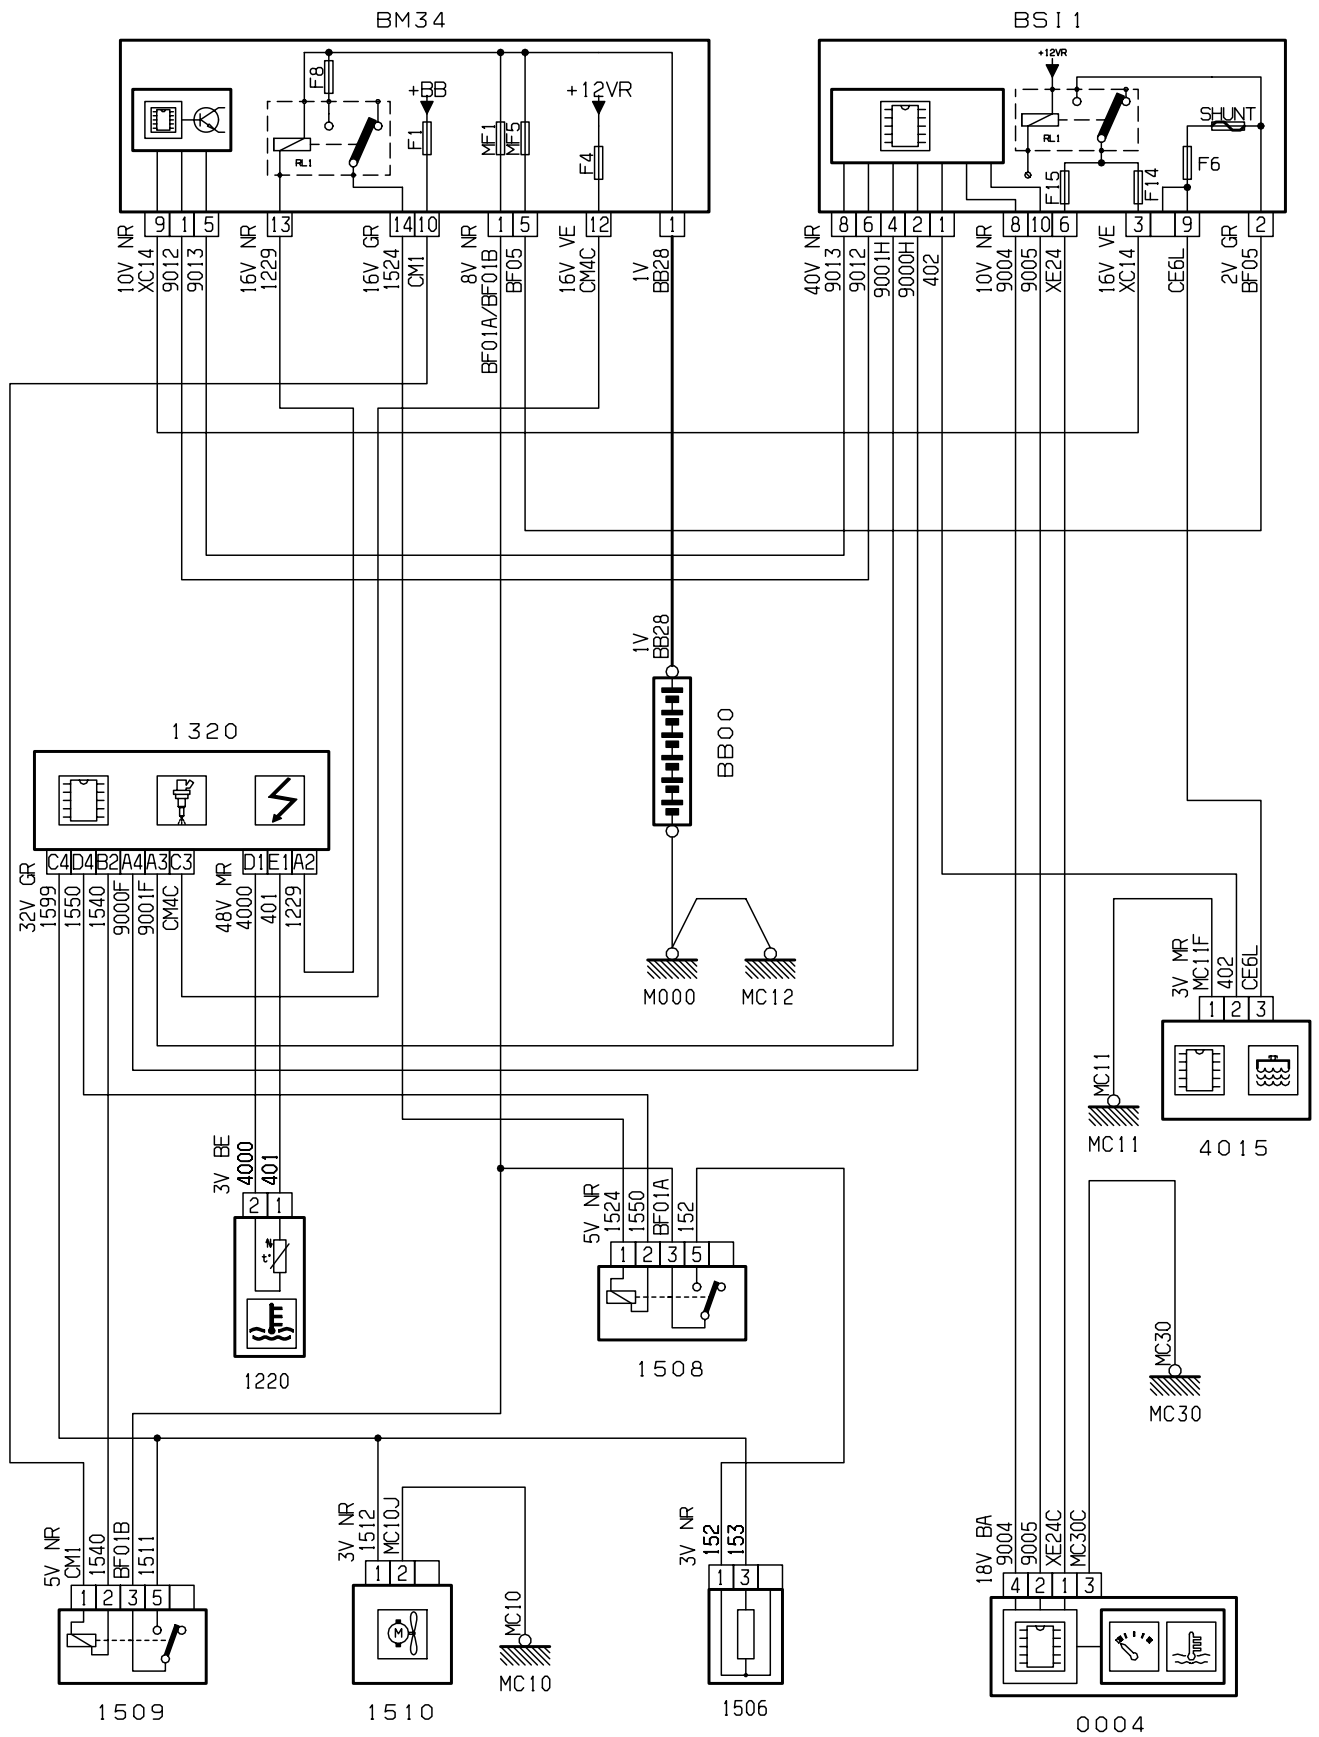 BM34
BSI1
+12VR
F8
+BB
+12VR
F1
MF1
MF5
F4
RL1
RL1
SHUNT
F15
F14
F6
9 1 5
13
14 10
1 5
12
1
8 6 4 2 1
8 10 6
3 9
2
10V NR
XC14
9012
9013
16V NR
1229
16V GR
1524
CM1
8V NR
BF01A/BF01B
BF05
16V VE
CM4C
1V
BB28
40V NR
9013
9012
9001H
9000H
402
10V NR
9004
9005
XE24
16V VE
XC14
CE6L
2V GR
BF05
1V
BB28
BB00
1320
C4 D4 B2 A4 A3 C3
D1 E1 A2
32V GR
1599
1550
1540
9000F
9001F
CM4C
48V MR
4000
401
1229
M000
MC12
3V MR
MC11F
402
CE6L
1 2 3
MC11
MC11
4015
3V BE
4000
401
2 1
t°
1220
5V NR
1524
1550
BF01A
152
1 2 3 5
1508
MC30
MC30
5V NR
CM1
1540
BF01B
1511
1 2 3 5
1509
3V NR
1512
MC10J
1 2
M
1510
MC10
MC10
3V NR
152
153
1 3
1506
18V BA
9004
9005
XE24C
MC30C
4 2 1 3
0004